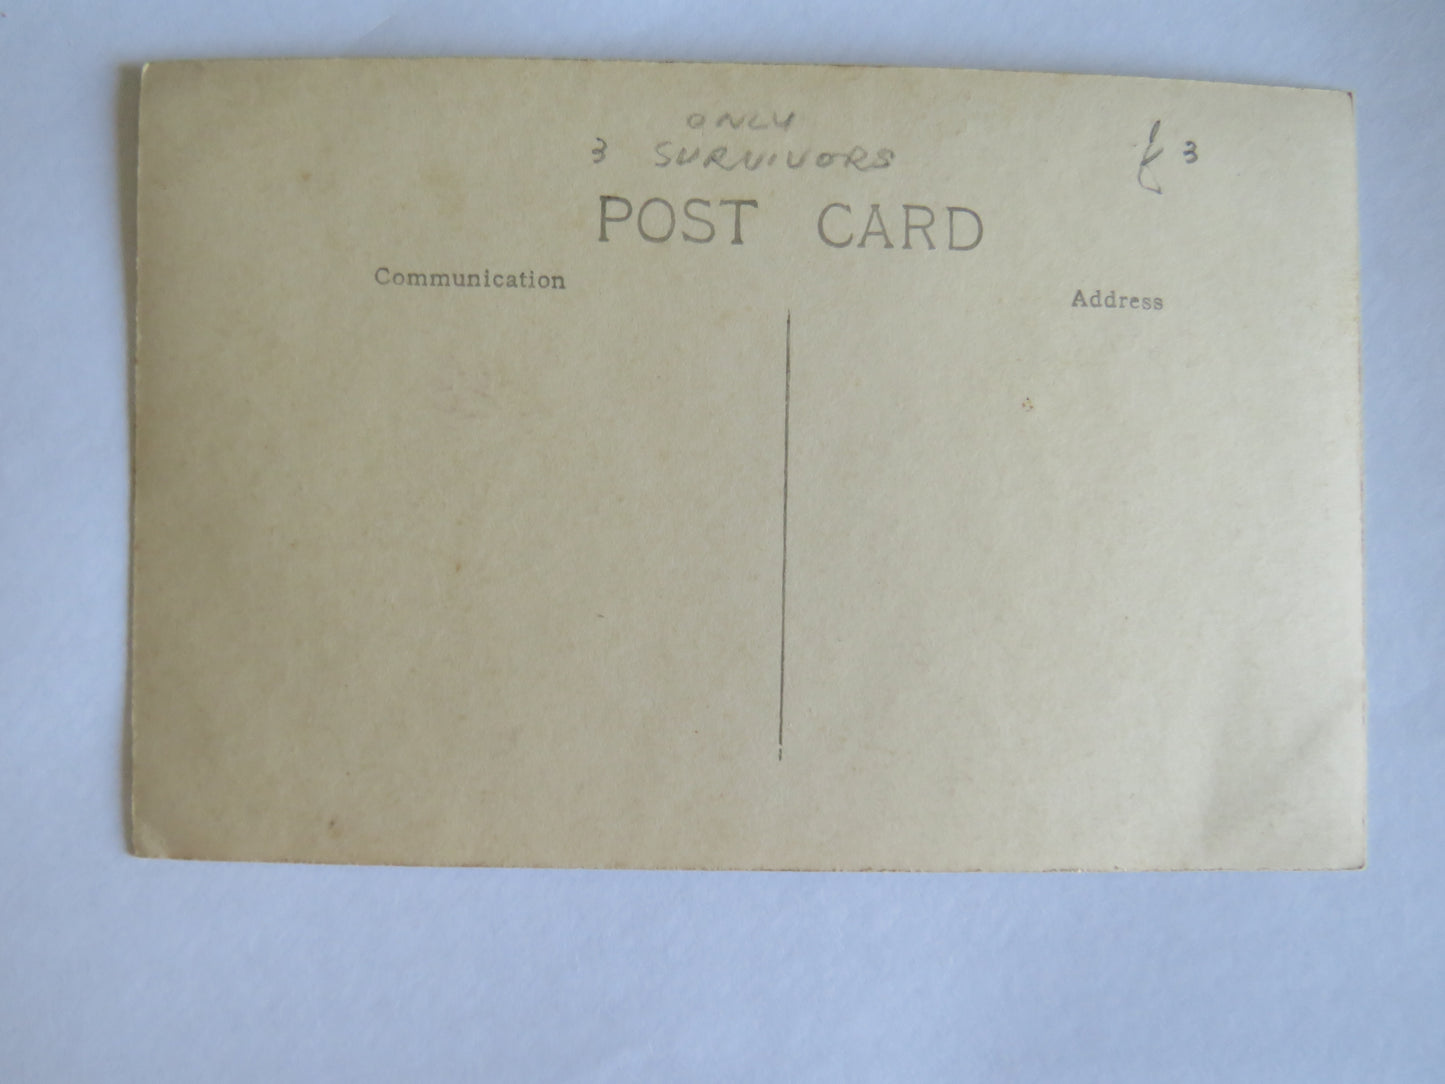 ONLY
3 SURVIVORS
£3
POST CARD
Communication
Address